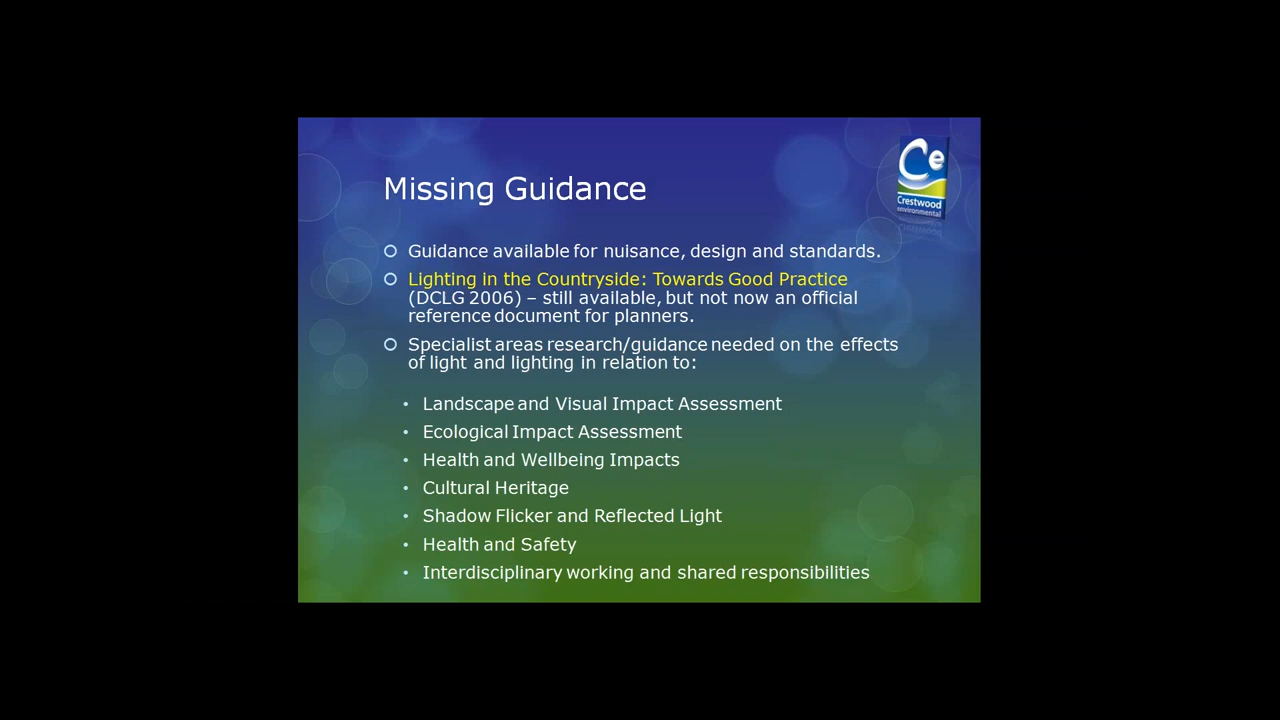 Ce
Crestwood
environmental
Missing Guidance
Guidance available for nuisance, design and standards.
Lighting in the Countryside: Towards Good Practice
(DCLG 2006) – still available, but not now an official
reference document for planners.
Specialist areas research/guidance needed on the effects
of light and lighting in relation to:
• Landscape and Visual Impact Assessment
• Ecological Impact Assessment
• Health and Wellbeing Impacts
• Cultural Heritage
• Shadow Flicker and Reflected Light
• Health and Safety
• Interdisciplinary working and shared responsibilities